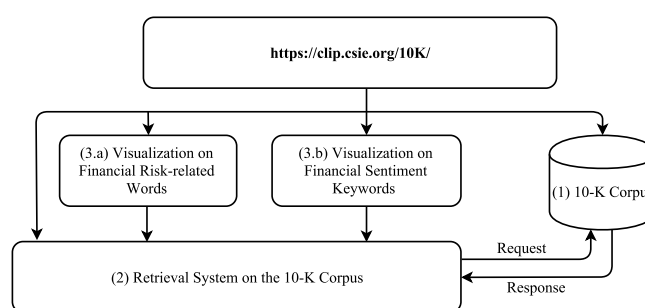 https://clip.csie.org/10K/
(3.a) Visualization on
Financial Risk-related
Words
(3.b) Visualization on
Financial Sentiment
Keywords
(1) 10-K Corpu
Request
(2) Retrieval System on the 10-K Corpus
Response